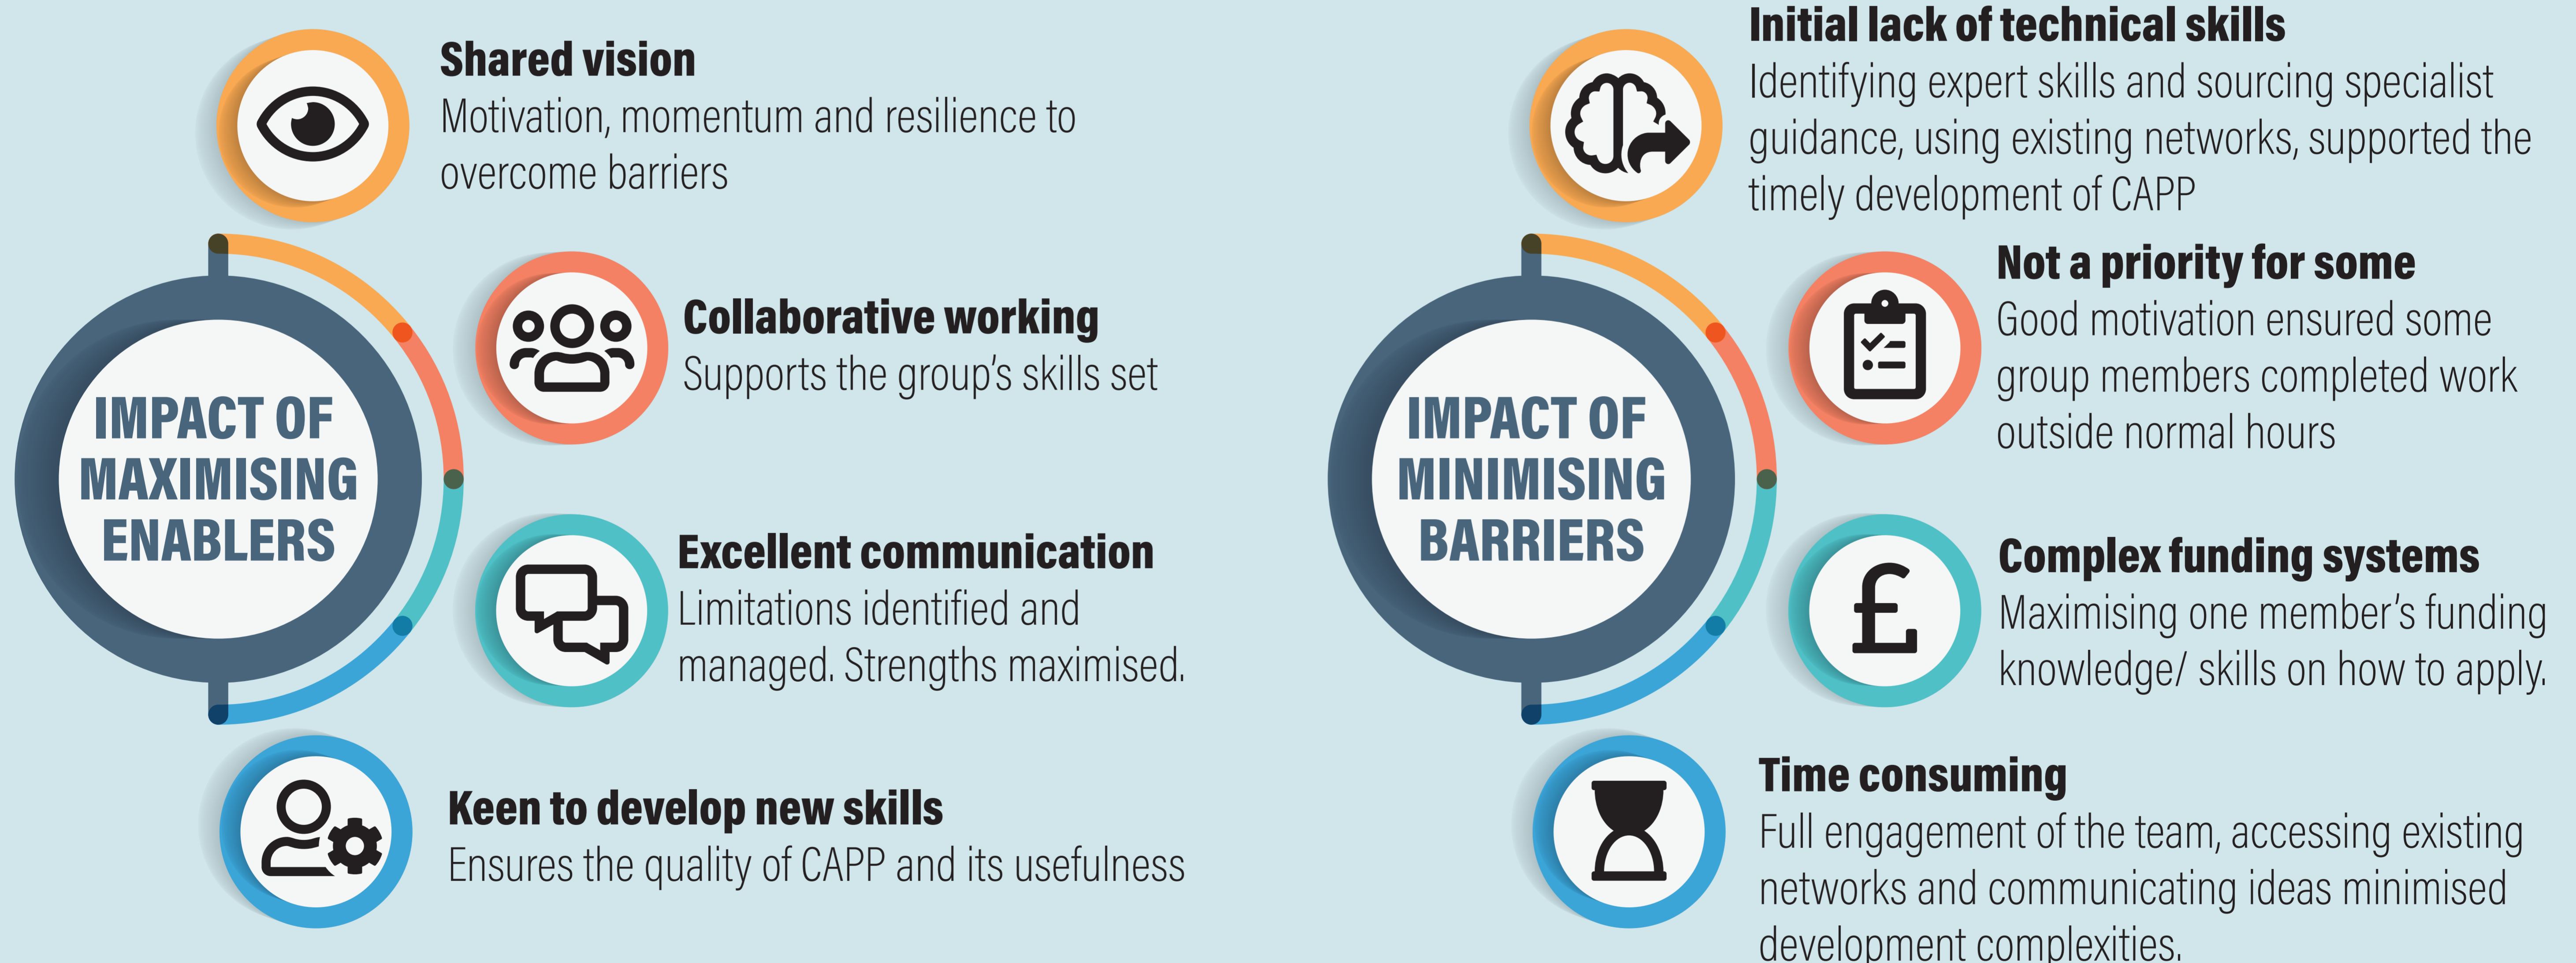 IMPACT OF
MAXIMISING
ENABLERS
Shared vision
Motivation, momentum and resilience to
overcome barriers
Collaborative working
Supports the group's skills set
Excellent communication
Limitations identified and
managed. Strengths maximised.
Keen to develop new skills
Ensures the quality of CAPP and its usefulness
IMPACT OF
MINIMISING
BARRIERS
Initial lack of technical skills
Identifying expert skills and sourcing specialist
guidance, using existing networks, supported the
timely development of CAPP
Not a priority for some
Good motivation ensured some
group members completed work
outside normal hours
£
Complex funding systems
Maximising one member's funding
knowledge/ skills on how to apply.
Time consuming
Full engagement of the team, accessing existing
networks and communicating ideas minimised
development complexities.